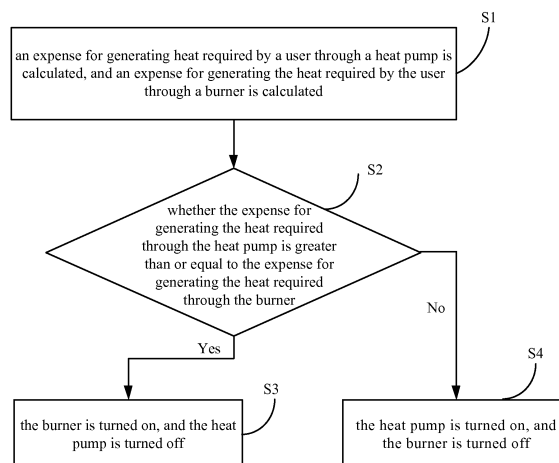 S1
an expense for generating heat required by a user through a heat pump is
calculated, and an expense for generating the heat required by the user
through a burner is calculated
S2
whether the expense for
generating the heat required
through the heat pump is greater
than or equal to the expense for
generating the heat required
through the burner
No
Yes
S3
S4
the burner is turned on, and the heat
pump is turned off
the heat pump is turned on, and
the burner is turned off